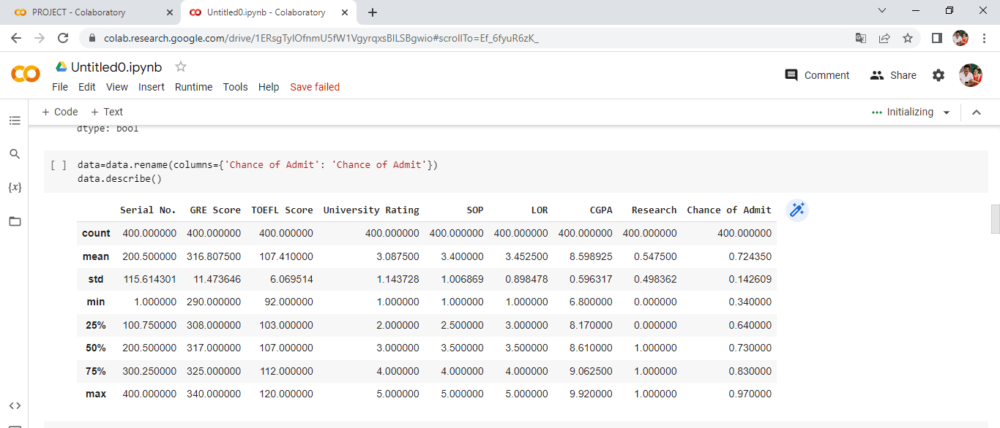 PROJECT - Colaboratory
Untitled0.ipynb - Colaboratory
colab.research.google.com/drive/1ERsgTyIOfnmU5fW1VgyrqxsBILSBgwio#scrollTo=Ef_6fyuR6zK_
Untitled0.ipynb
File Edit View Insert Runtime Tools Help Save failed
Comment Share
+ Code + Text
Initializing
dtype: bool
[ ] data=data.rename(columns={'Chance of Admit': 'Chance of Admit'})
data.describe()
Serial No. GRE Score TOEFL Score University Rating SOP LOR CGPA Research Chance of Admit
count 400.000000 400.000000 400.000000 400.000000 400.000000 400.000000 400.000000 400.000000 400.000000
mean 200.500000 316.807500 107.410000 3.087500 3.400000 3.452500 8.598925 0.547500 0.724350
std 115.614301 11.473646 6.069514 1.143728 1.006869 0.898478 0.596317 0.498362 0.142609
min 1.000000 290.000000 92.000000 1.000000 1.000000 1.000000 6.800000 0.000000 0.340000
25% 100.750000 308.000000 103.000000 2.000000 2.500000 3.000000 8.170000 0.000000 0.640000
50% 200.500000 317.000000 107.000000 3.000000 3.500000 3.500000 8.610000 1.000000 0.730000
75% 300.250000 325.000000 112.000000 4.000000 4.000000 4.000000 9.062500 1.000000 0.830000
max 400.000000 340.000000 120.000000 5.000000 5.000000 5.000000 9.920000 1.000000 0.970000